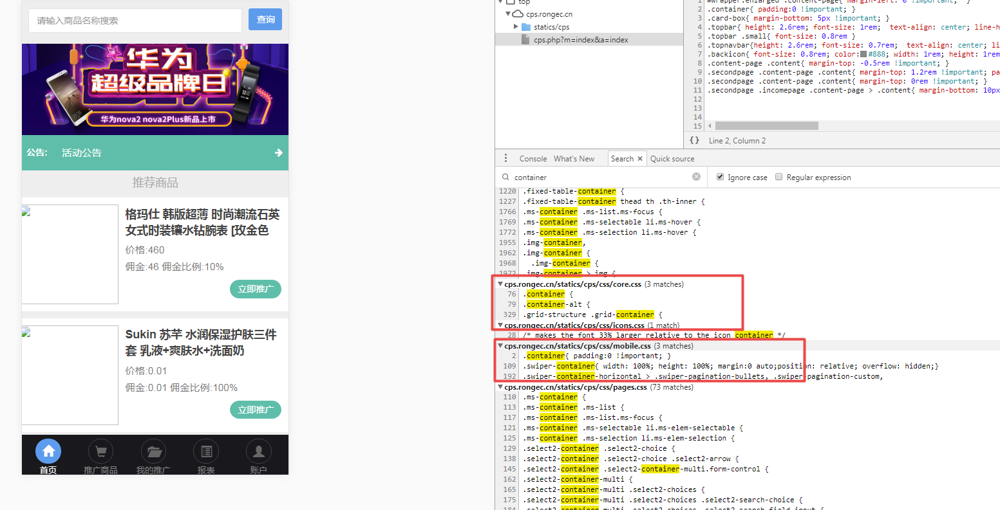 请输入商品名称搜索
查询
华为
超级品牌日
华为nova2 nova2Plus新品上市
公告:
活动公告
推荐商品
格玛仕 韩版超薄 时尚潮流石英
女式时装镶水钻腕表 [玫金色
价格:460
佣金:46 佣金比例:10%
立即推广
Sukin 苏芊 水润保湿护肤三件
套 乳液+爽肤水+洗面奶
价格:0.01
佣金:0.01 佣金比例:100%
立即推广
首页
推广商品
我的推广
报表
账户
top
cps.rongec.cn
statics/cps
cps.php?m=index&a=index
1 #wrapper.enlarged .content-page{ margin-left: 0 !important; }
2 .container{ padding:0 !important; }
3 .card-box{ margin-bottom: 5px !important; }
4 .topbar{ height: 2.6rem; font-size: 1rem; text-align: center; line-h
5 .topbar .small{ font-size: 0.8rem }
6 .topnavbar{height: 2.6rem; font-size: 0.7rem; text-align: center; li
7 .backicon{ font-size: 0.8rem; color:#888; width: 1rem; height: 1rem
8 .content-page .content{ margin-top: -0.5rem !important; }
9 .secondpage .content-page .content{ margin-top: 1.2rem !important; pa
10 .secondpage .content-page .content{ margin-top: 0rem !important; }
11 .secondpage .incomepage .content-page > .content{ margin-bottom: 10px
12
13
14
15
{} Line 2, Column 2
Console What's New Search × Quick source
container
Ignore case
Regular expression
1220 .fixed-table-container {
1227 .fixed-table-container thead th .th-inner {
1766 .ms-container .ms-list.ms-focus {
1769 .ms-container .ms-selectable li.ms-hover {
1772 .ms-container .ms-selection li.ms-hover {
1955 .img-container,
1962 .img-container {
1968 .img-container {
1972 .img-container > img {
cps.rongec.cn/statics/cps/css/core.css (3 matches)
76 .container {
79 .container-alt {
329 .grid-structure .grid-container {
cps.rongec.cn/statics/cps/css/icons.css (1 match)
28 /* makes the font 33% larger relative to the icon container */
cps.rongec.cn/statics/cps/css/mobile.css (3 matches)
2 .container{ padding:0 !important; }
109 .swiper-container{ width: 100%; height: 100%; margin:0 auto;position: relative; overflow: hidden;}
192 .swiper-container-horizontal > .swiper-pagination-bullets, .swiper-pagination-custom,
cps.rongec.cn/statics/cps/css/pages.css (73 matches)
110 .ms-container {
113 .ms-container .ms-list {
117 .ms-container .ms-list.ms-focus {
121 .ms-container .ms-selectable li.ms-elem-selectable {
125 .ms-container .ms-selection li.ms-elem-selection {
129 .select2-container .select2-choice {
138 .select2-container .select2-choice .select2-arrow {
145 .select2-container .select2-container-multi.form-control {
162 .select2-container-multi {
165 .select2-container-multi .select2-choices {
175 .select2-container-multi .select2-choices .select2-search-choice {
184 .select2-container-multi .select2-choices .select2-search-field input {